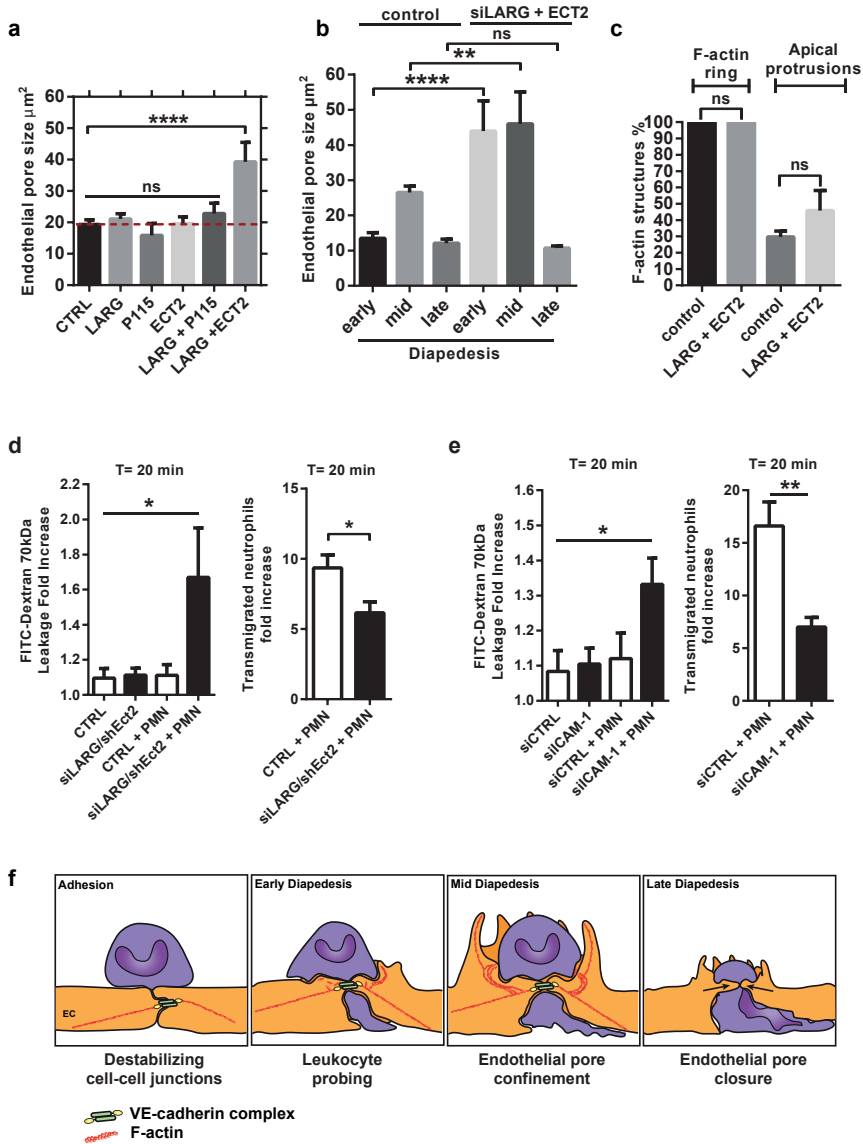 a
Endothelial pore size µm²
60
50
40
30
20
10
0
****
ns
CTRL
LARG
P115
ECT2
LARG + P115
LARG +ECT2
b
control
siLARG + ECT2
ns
**
****
Endothelial pore size µm²
60
50
40
30
20
10
0
early
mid
late
early
mid
late
Diapedesis
c
F-actin
ring
Apical
protrusions
ns
ns
F-actin structures %
100
90
80
70
60
50
40
30
20
10
0
control
LARG + ECT2
control
LARG + ECT2
d
T= 20 min
FITC-Dextran 70kDa
Leakage Fold Increase
2.2
2.0
1.8
1.6
1.4
1.2
1.0
*
CTRL
siLARG/shEct2
CTRL + PMN
siLARG/shEct2 + PMN
T= 20 min
Transmigrated neutrophils
fold increase
15
10
5
0
*
CTRL + PMN
siLARG/shEct2 + PMN
e
T= 20 min
FITC-Dextran 70kDa
Leakage Fold Increase
1.6
1.5
1.4
1.3
1.2
1.1
1.0
*
siCTRL
siICAM-1
siCTRL + PMN
siICAM-1 + PMN
T= 20 min
Transmigrated neutrophils
fold increase
20
15
10
5
0
**
siCTRL + PMN
siICAM-1 + PMN
f
Adhesion
EC
Destabilizing
cell-cell junctions
Early Diapedesis
Leukocyte
probing
Mid Diapedesis
Endothelial pore
confinement
Late Diapedesis
Endothelial pore
closure
VE-cadherin complex
F-actin